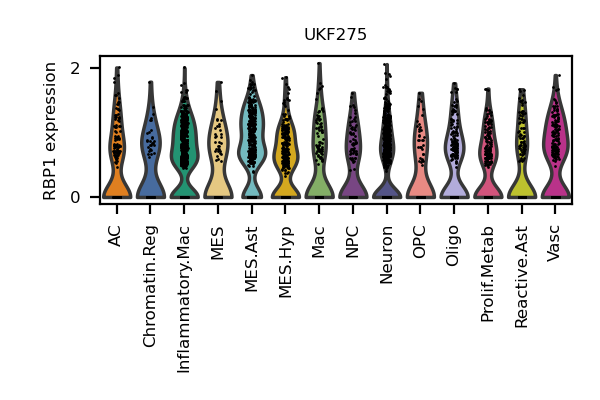 UKF275
RBP1 expression
2
0
AC
Chromatin.Reg
Inflammatory.Mac
MES
MES.Ast
MES.Hyp
Mac
NPC
Neuron
OPC
Oligo
Prolif.Metab
Reactive.Ast
Vasc